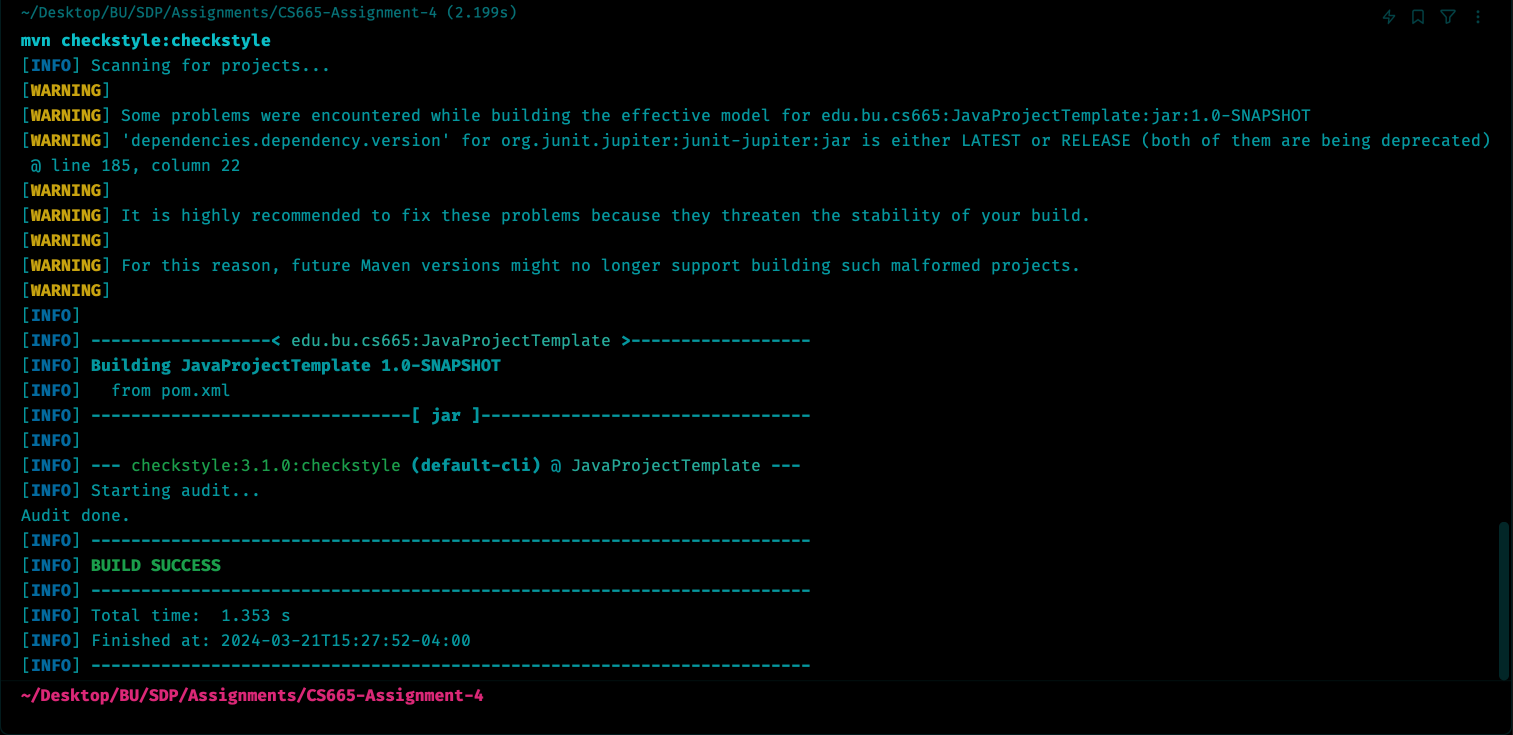 ~/Desktop/BU/SDP/Assignments/CS665-Assignment-4 (2.199s)
mvn checkstyle:checkstyle
[INFO] Scanning for projects...
[WARNING]
[WARNING] Some problems were encountered while building the effective model for edu.bu.cs665:JavaProjectTemplate:jar:1.0-SNAPSHOT
[WARNING] 'dependencies.dependency.version' for org.junit.jupiter:junit-jupiter:jar is either LATEST or RELEASE (both of them are being deprecated)
 @ line 185, column 22
[WARNING]
[WARNING] It is highly recommended to fix these problems because they threaten the stability of your build.
[WARNING]
[WARNING] For this reason, future Maven versions might no longer support building such malformed projects.
[WARNING]
[INFO]
[INFO] ------------------< edu.bu.cs665:JavaProjectTemplate >------------------
[INFO] Building JavaProjectTemplate 1.0-SNAPSHOT
[INFO]   from pom.xml
[INFO] --------------------------------[ jar ]---------------------------------
[INFO]
[INFO] --- checkstyle:3.1.0:checkstyle (default-cli) @ JavaProjectTemplate ---
[INFO] Starting audit...
Audit done.
[INFO] ------------------------------------------------------------------------
[INFO] BUILD SUCCESS
[INFO] ------------------------------------------------------------------------
[INFO] Total time:  1.353 s
[INFO] Finished at: 2024-03-21T15:27:52-04:00
[INFO] ------------------------------------------------------------------------
~/Desktop/BU/SDP/Assignments/CS665-Assignment-4